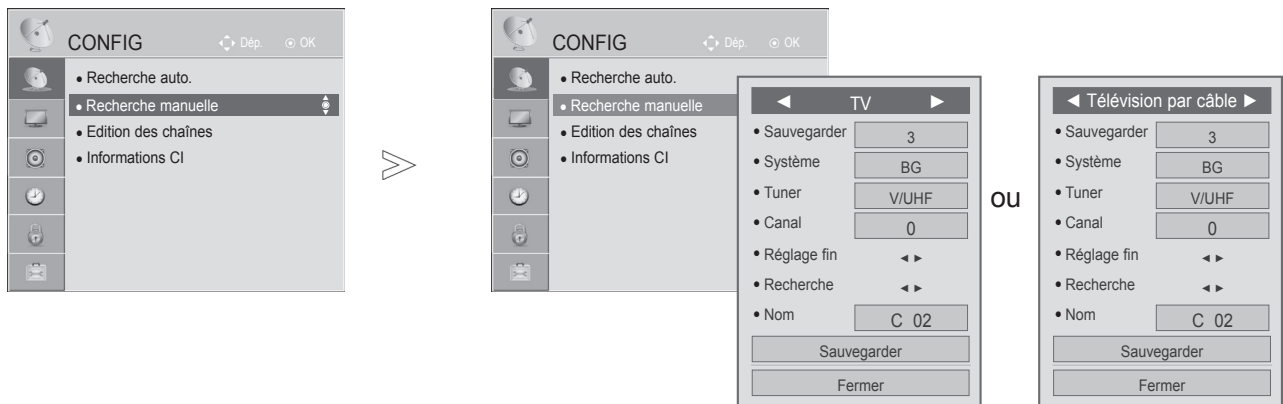 CONFIG
Dép. OK
• Recherche auto.
• Recherche manuelle
• Edition des chaînes
• Informations CI
CONFIG
Dép. OK
• Recherche auto.
• Recherche manuelle
• Edition des chaînes
• Informations CI
◄ TV ►
• Sauvegarder 3
• Système BG
• Tuner V/UHF
• Canal 0
• Réglage fin ◄ ►
• Recherche ◄ ►
• Nom C 02
Sauvegarder
Fermer
ou
◄ Télévision par câble ►
• Sauvegarder 3
• Système BG
• Tuner V/UHF
• Canal 0
• Réglage fin ◄ ►
• Recherche ◄ ►
• Nom C 02
Sauvegarder
Fermer